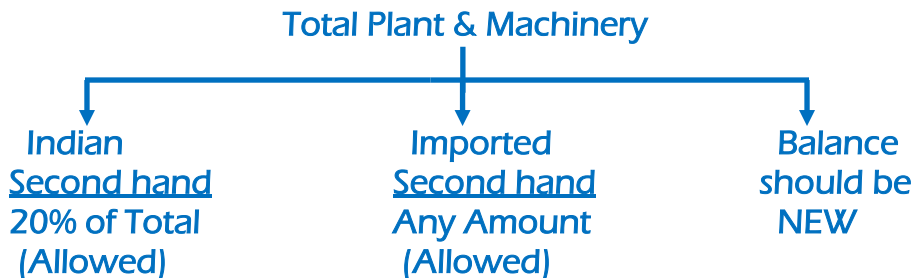 Total Plant & Machinery
Indian
Second hand
20% of Total
(Allowed)
Imported
Second hand
Any Amount
(Allowed)
Balance
should be
NEW